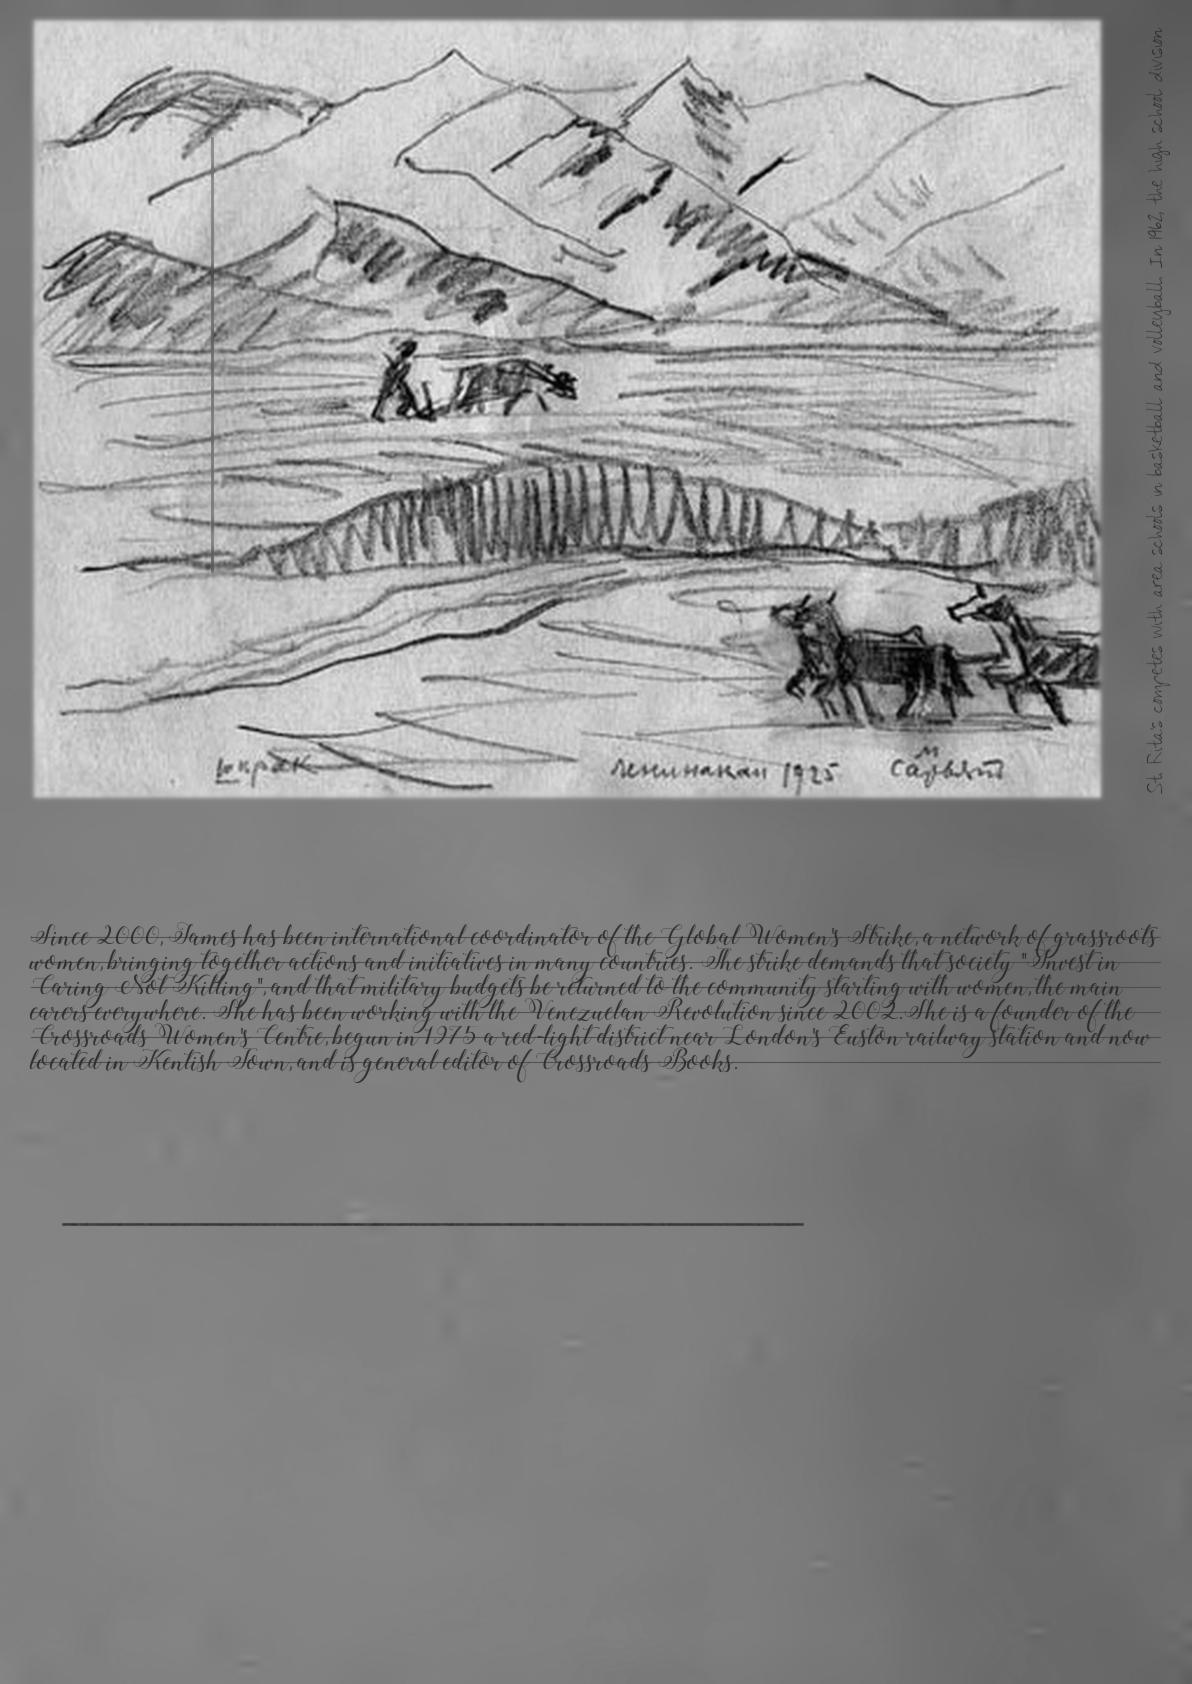 St. Rita's competes with area schools in basketball and volleyball. In 1962, the high school division
ширак
Ленинакан 1925
М Сарьян
Since 2000, James has been international coordinator of the Global Women's Strike, a network of grassroots
women, bringing together actions and initiatives in many countries. The strike demands that society "Invest in
Caring Not Killing", and that military budgets be returned to the community starting with women, the main
carers everywhere. She has been working with the Venezuelan Revolution since 2002. She is a founder of the
Crossroads Women's Centre, begun in 1975 a red-light district near London's Euston railway station and now
located in Kentish Town, and is general editor of Crossroads Books.